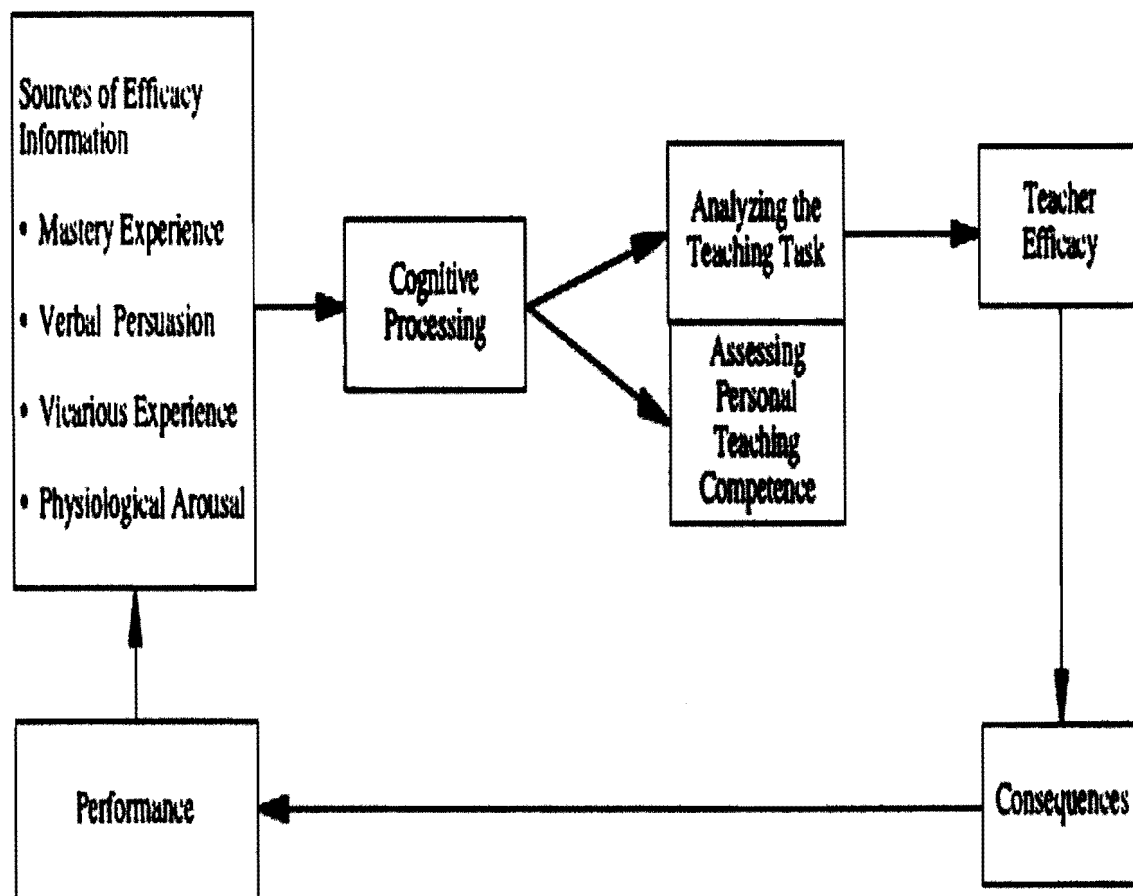 Sources of Efficacy
Information
• Mastery Experience
• Verbal Persuasion
• Vicarious Experience
• Physiological Arousal
Cognitive
Processing
Analyzing the
Teaching Task
Assessing
Personal
Teaching
Competence
Teacher
Efficacy
Consequences
Performance